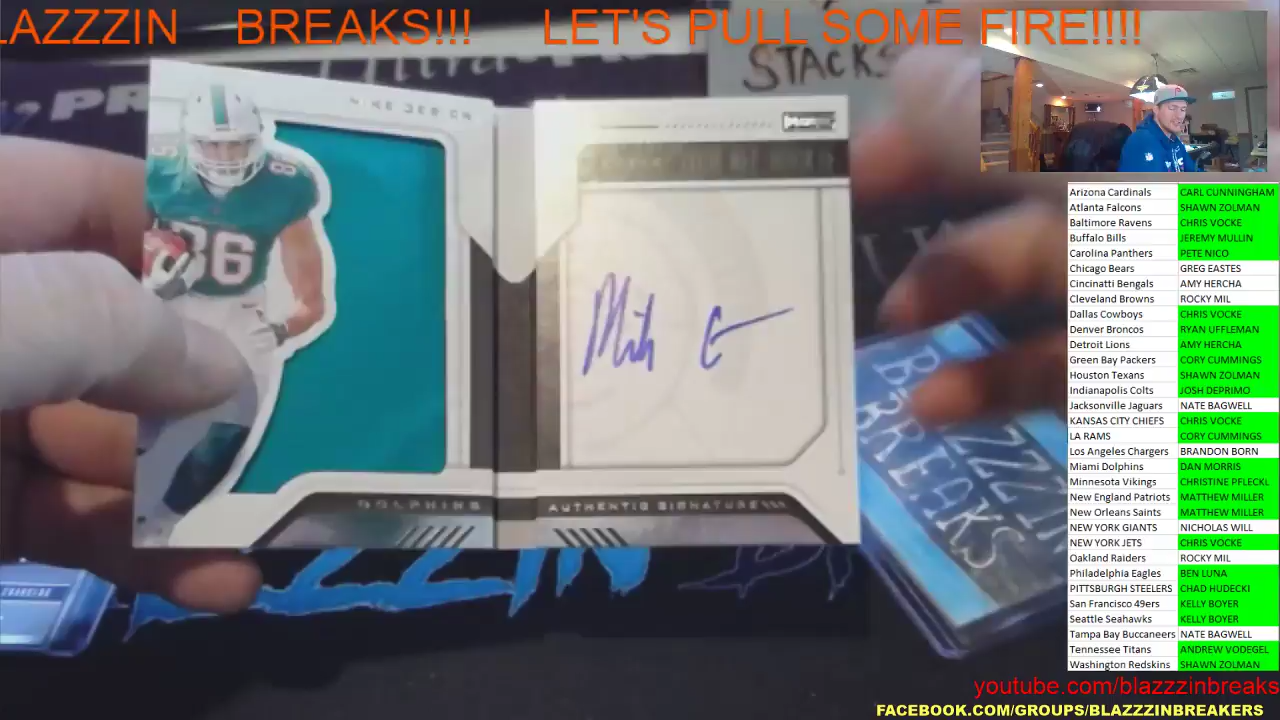 LAZZZIN BREAKS!!! LET'S PULL SOME FIRE!!!!
STACKS
PR
MIKE GESICKI
86
DOLPHINS
AUTHENTIC SIGNATURE
BLAZZZIN
BREAKS
Arizona Cardinals CARL CUNNINGHAM
Atlanta Falcons SHAWN ZOLMAN
Baltimore Ravens CHRIS VOCKE
Buffalo Bills JEREMY MULLIN
Carolina Panthers PETE NICO
Chicago Bears GREG EASTES
Cincinatti Bengals AMY HERCHA
Cleveland Browns ROCKY MIL
Dallas Cowboys CHRIS VOCKE
Denver Broncos RYAN UFFLEMAN
Detroit Lions AMY HERCHA
Green Bay Packers CORY CUMMINGS
Houston Texans SHAWN ZOLMAN
Indianapolis Colts JOSH DEPRIMO
Jacksonville Jaguars NATE BAGWELL
KANSAS CITY CHIEFS CHRIS VOCKE
LA RAMS CORY CUMMINGS
Los Angeles Chargers BRANDON BORN
Miami Dolphins DAN MORRIS
Minnesota Vikings CHRISTINE PFLECKL
New England Patriots MATTHEW MILLER
New Orleans Saints MATTHEW MILLER
NEW YORK GIANTS NICHOLAS WILL
NEW YORK JETS CHRIS VOCKE
Oakland Raiders ROCKY MIL
Philadelphia Eagles BEN LUNA
PITTSBURGH STEELERS CHAD HUDECKI
San Francisco 49ers KELLY BOYER
Seattle Seahawks KELLY BOYER
Tampa Bay Buccaneers NATE BAGWELL
Tennessee Titans ANDREW VODEGEL
Washington Redskins SHAWN ZOLMAN
youtube.com/blazzzinbreaks
FACEBOOK.COM/GROUPS/BLAZZZINBREAKERS